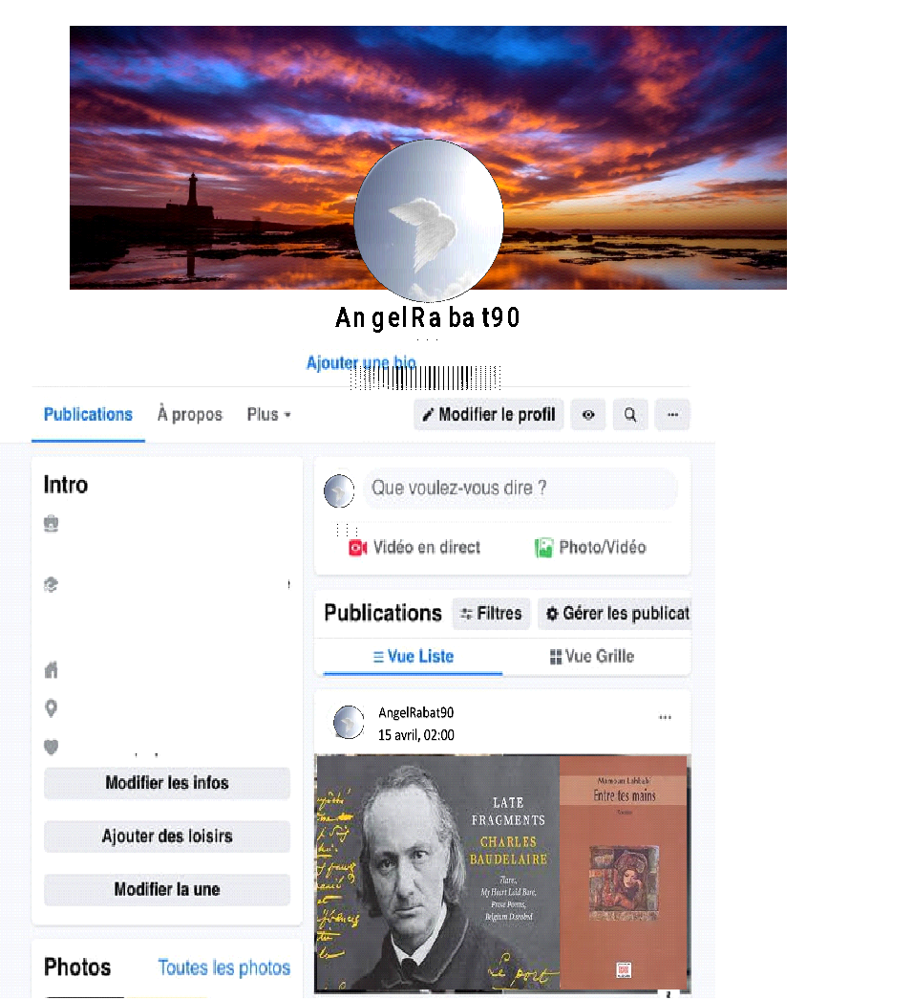 AngelRabat90
Ajouter une bio
Publications
À propos
Plus
Modifier le profil
Intro
Que voulez-vous dire ?
Vidéo en direct
Photo/Vidéo
Publications
Filtres
Gérer les publicat
Vue Liste
Vue Grille
AngelRabat90
15 avril, 02:00
Modifier les infos
Ajouter des loisirs
Modifier la une
Photos
Toutes les photos
LATE
FRAGMENTS
CHARLES
BAUDELAIRE
Flares,
My Heart Laid Bare,
Prose Poems,
Belgium Disrobed
Mamoun Lahbabi
Entre tes mains